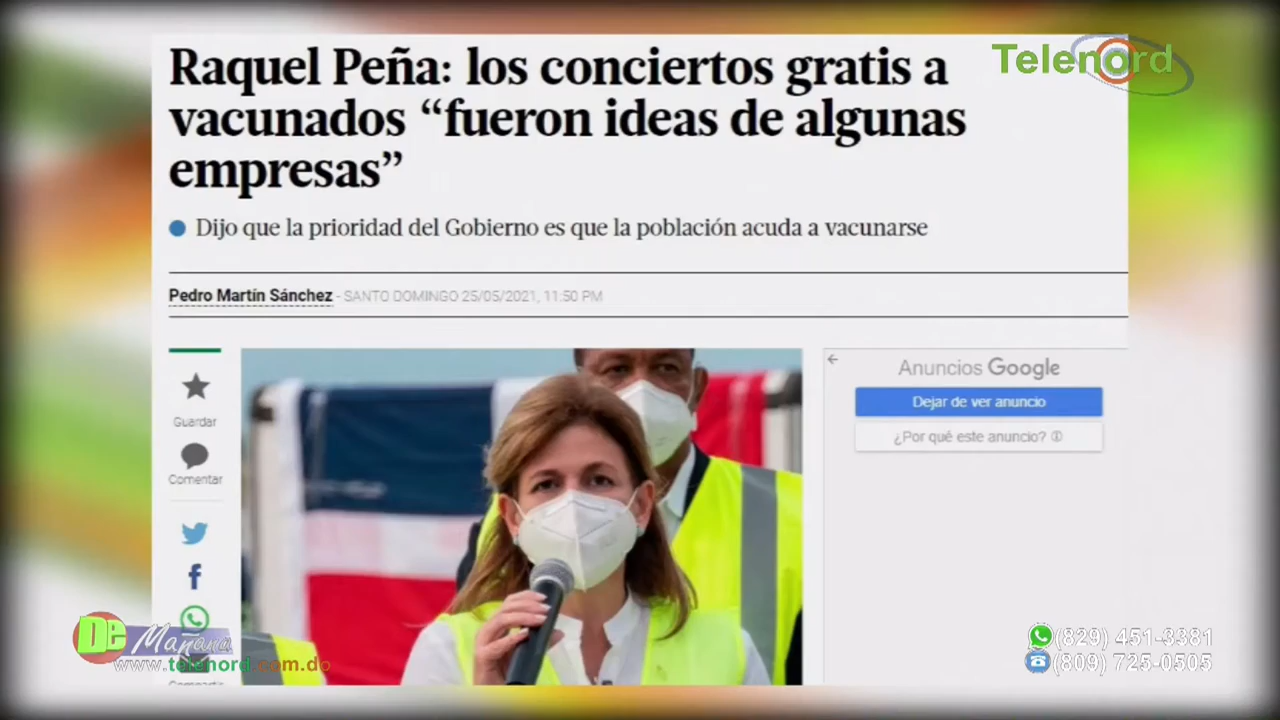 Telenord
Raquel Peña: los conciertos gratis a
vacunados “fueron ideas de algunas
empresas”
Dijo que la prioridad del Gobierno es que la población acuda a vacunarse
Pedro Martín Sánchez - SANTO DOMINGO 25/05/2021, 11:50 PM
Guardar
Comentar
Anuncios Google
Dejar de ver anuncio
¿Por qué este anuncio?
De Mañana
www.telenord.com.do
(829) 451-3381
(809) 725-0505